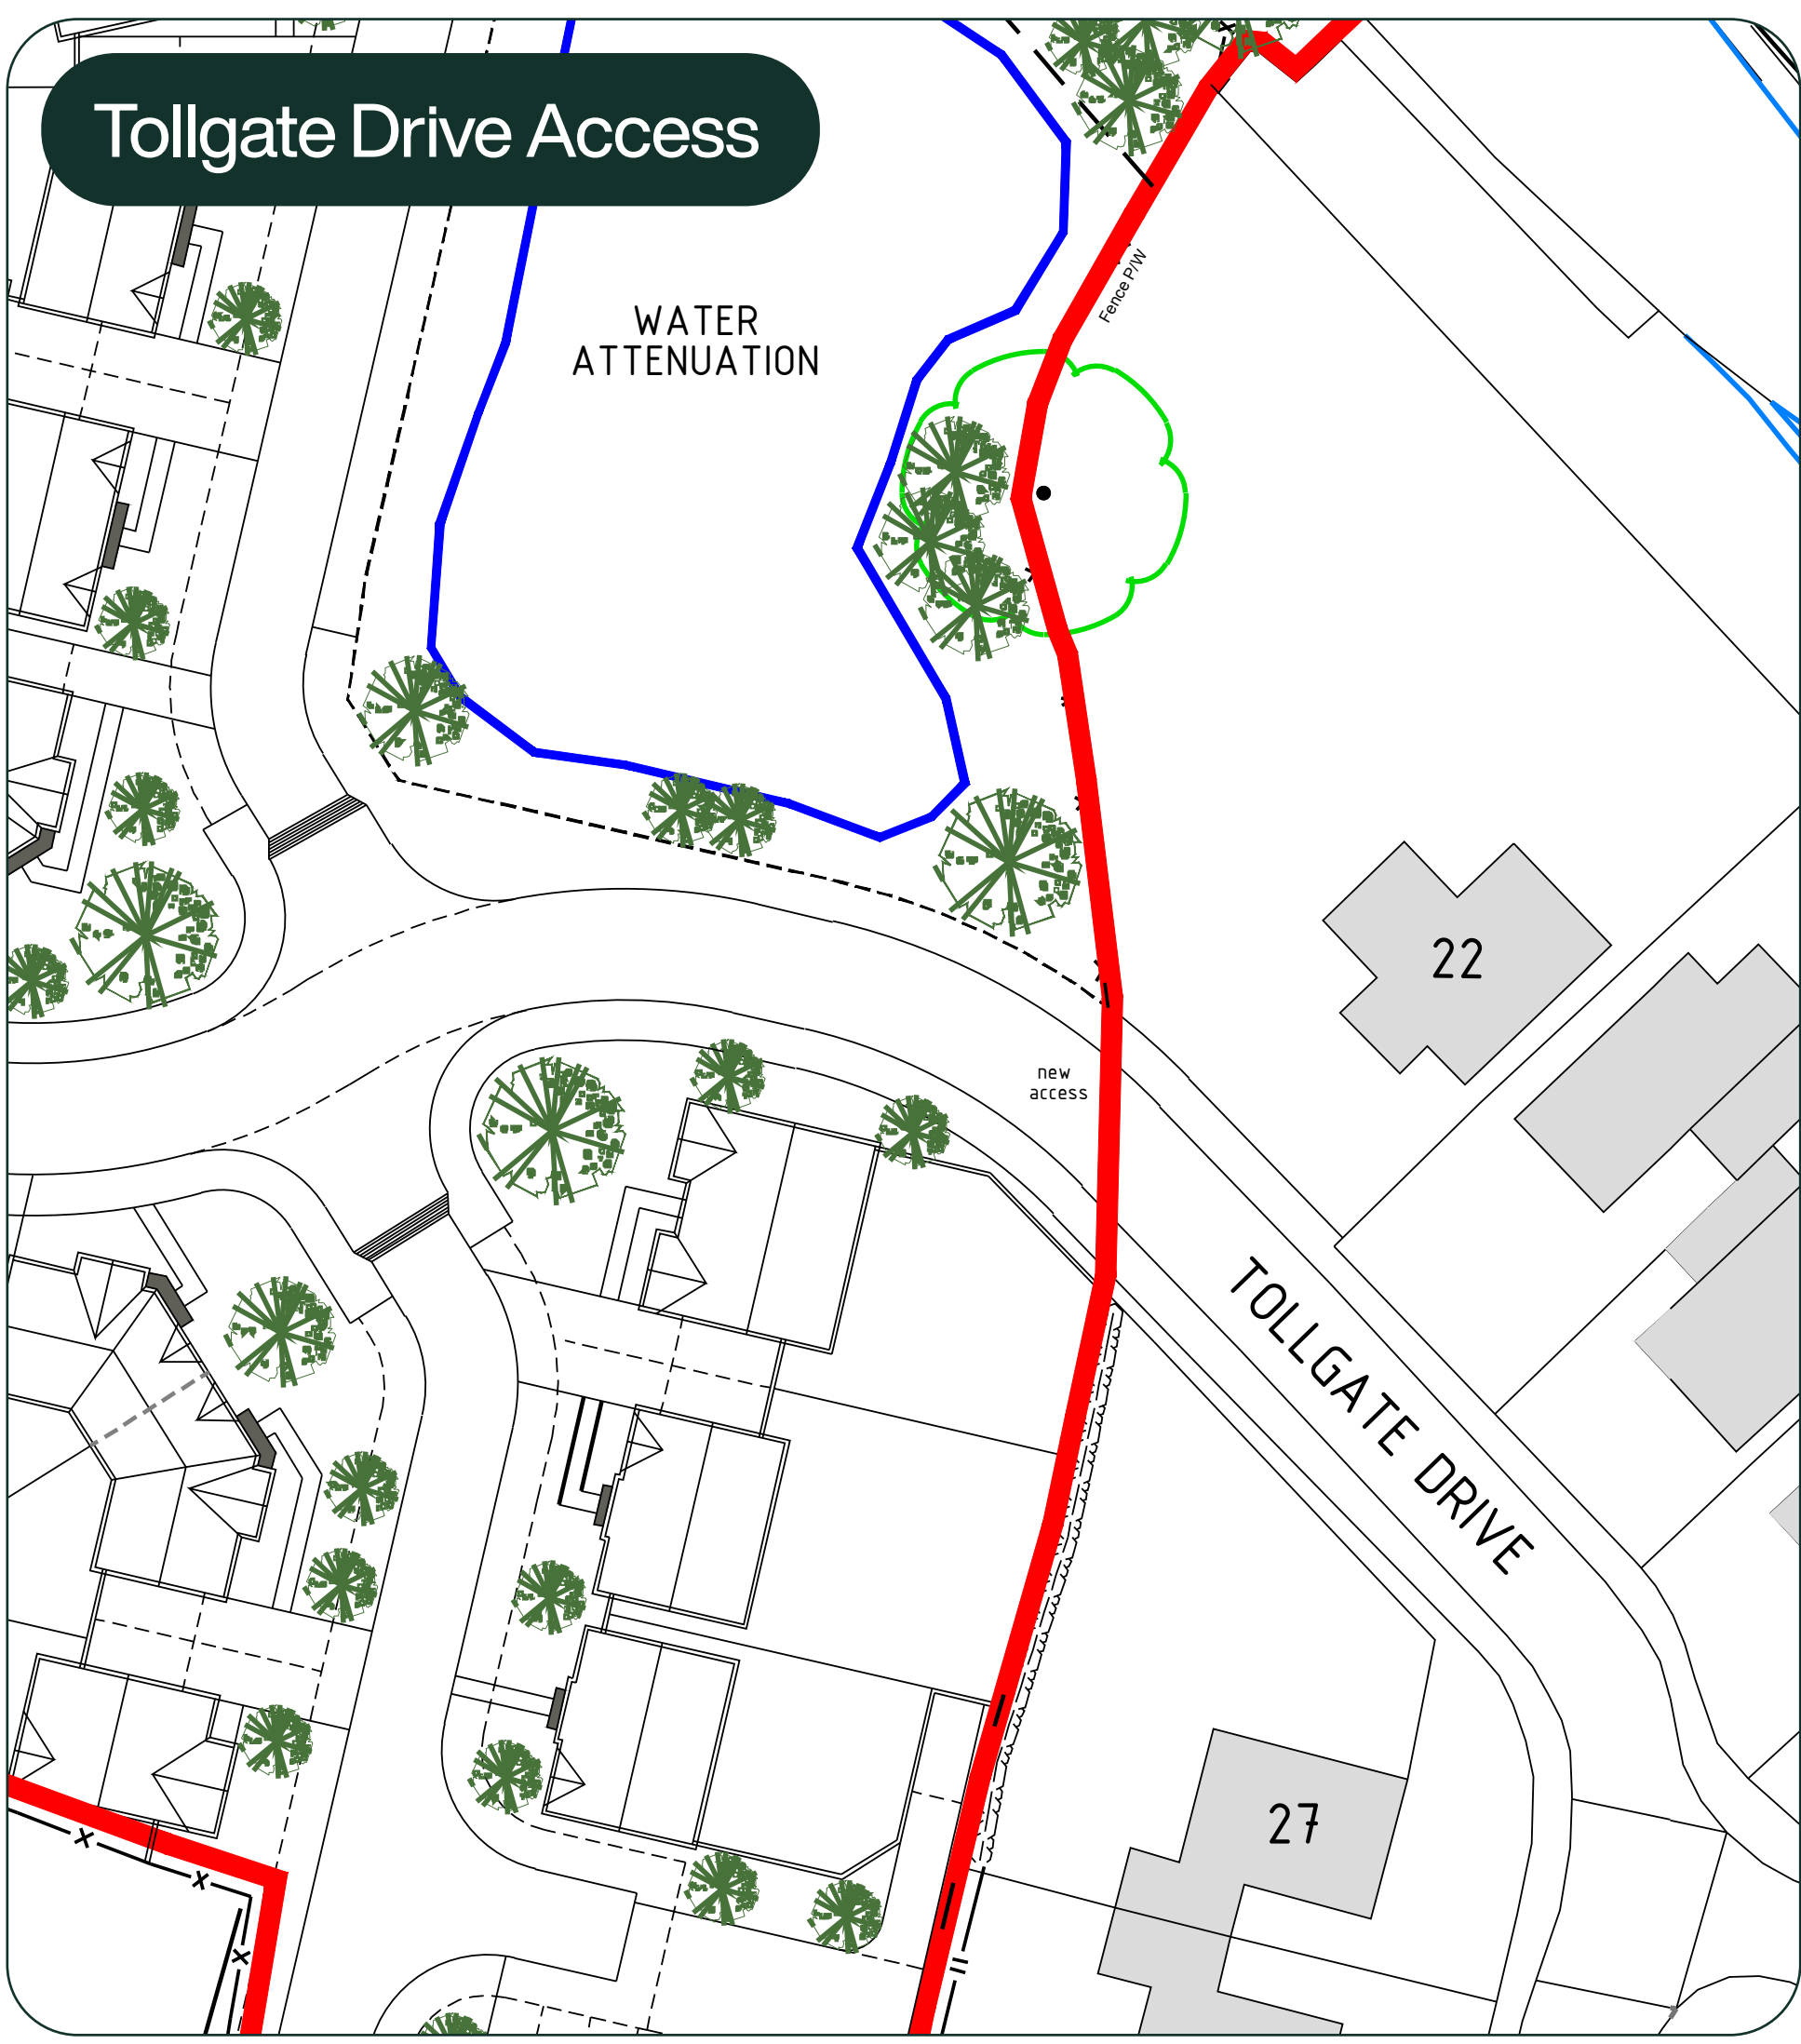 Tollgate Drive Access
WATER
ATTENUATION
Fence P/W
22
new
access
TOLLGATE DRIVE
27